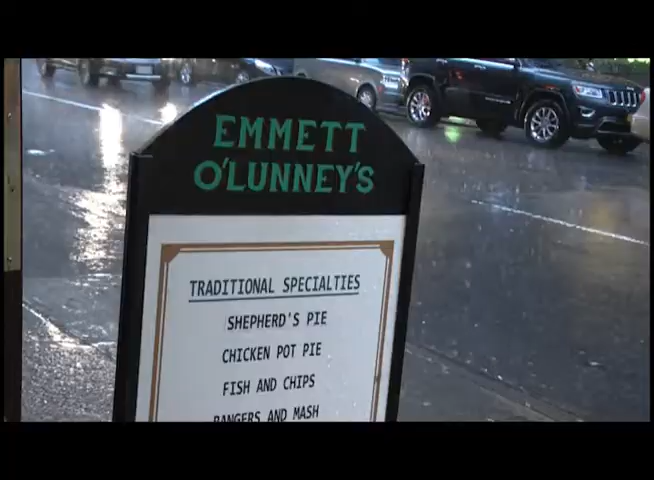 EMMETT
O'LUNNEY'S
TRADITIONAL SPECIALTIES
SHEPHERD'S PIE
CHICKEN POT PIE
FISH AND CHIPS
BANGERS AND MASH